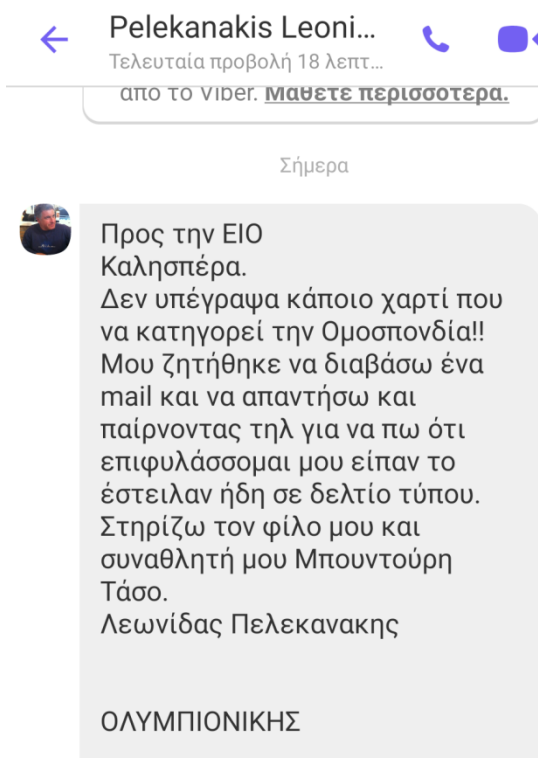 Pelekanakis Leoni...
Τελευταία προβολή 18 λεπτ...
από το Viber. Μάθετε περισσότερα.
Σήμερα
Προς την ΕΙΟ
Καλησπέρα.
Δεν υπέγραψα κάποιο χαρτί που
να κατηγορεί την Ομοσπονδία!!
Μου ζητήθηκε να διαβάσω ένα
mail και να απαντήσω και
παίρνοντας τηλ για να πω ότι
επιφυλάσσομαι μου είπαν το
έστειλαν ήδη σε δελτίο τύπου.
Στηρίζω τον φίλο μου και
συναθλητή μου Μπουντούρη
Τάσο.
Λεωνίδας Πελεκανακης
ΟΛΥΜΠΙΟΝΙΚΗΣ